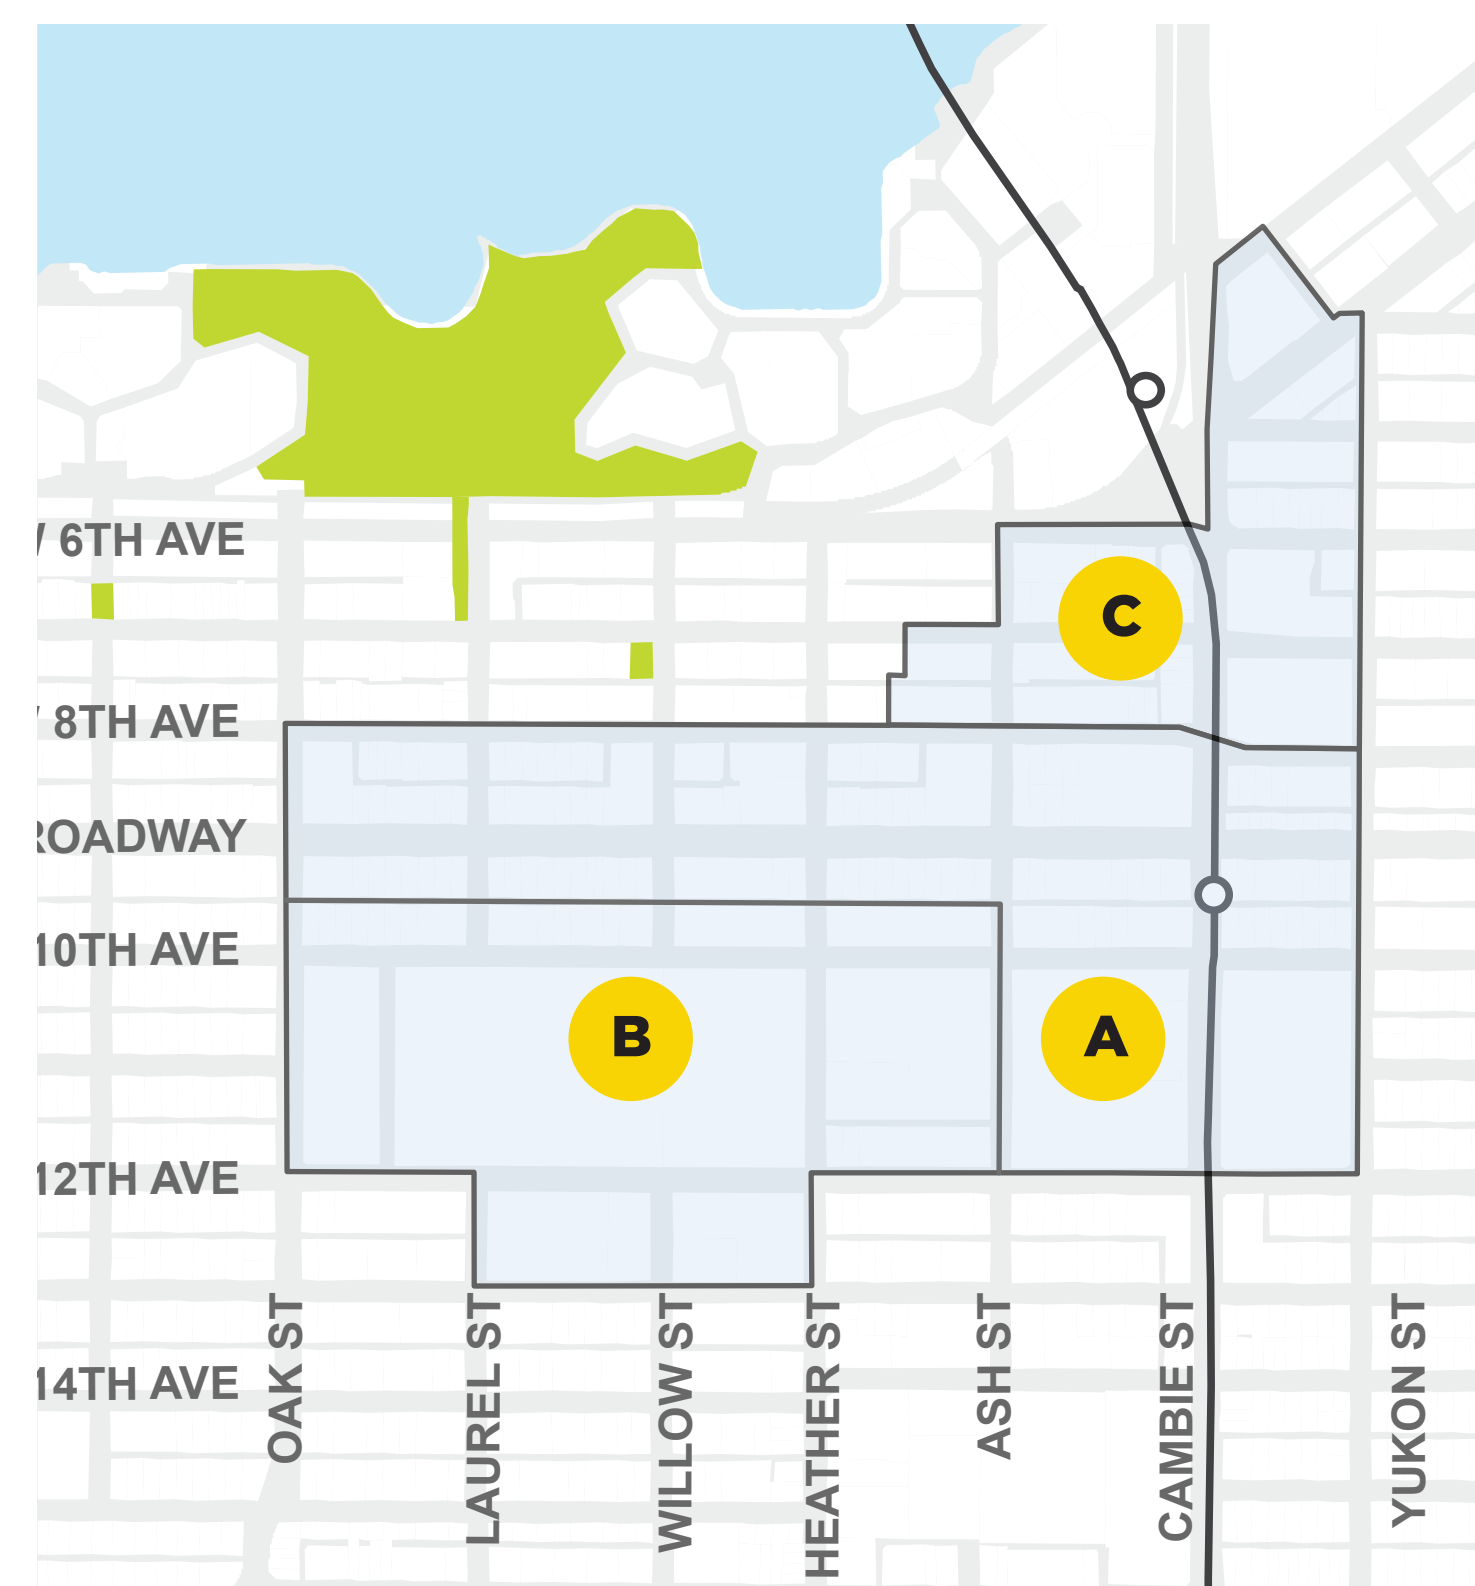 6TH AVE
C
8TH AVE
ROADWAY
10TH AVE
B
A
12TH AVE
14TH AVE
OAK ST
LAUREL ST
WILLOW ST
HEATHER ST
ASH ST
CAMBIE ST
YUKON ST